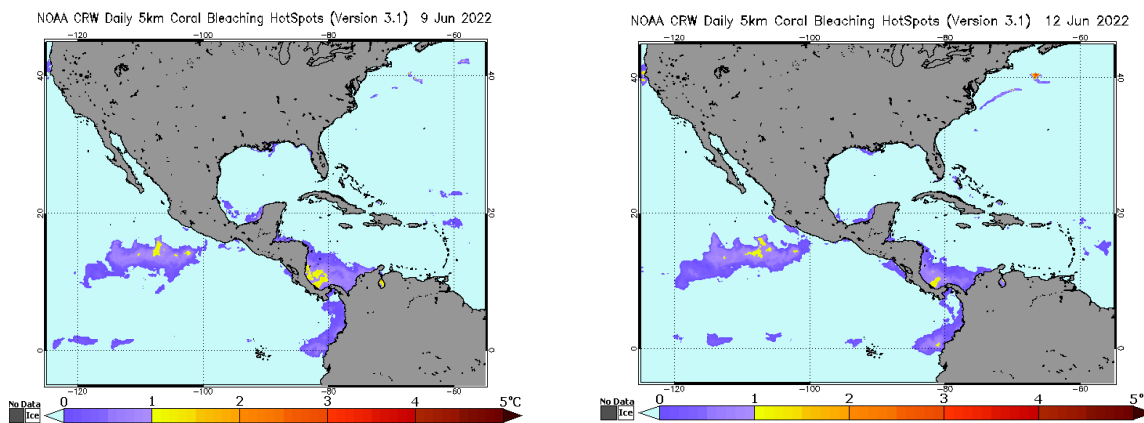 NOAA CRW Daily 5km Coral Bleaching HotSpots (Version 3.1) 9 Jun 2022
-120 -100 -80 -60
40 40
20 20
0 0
-120 -100 -80 -60
No Data
Ice
0 1 2 3 4 5°C
NOAA CRW Daily 5km Coral Bleaching HotSpots (Version 3.1) 12 Jun 2022
-120 -100 -80 -60
40 40
20 20
0 0
-120 -100 -80 -60
No Data
Ice
0 1 2 3 4 5°